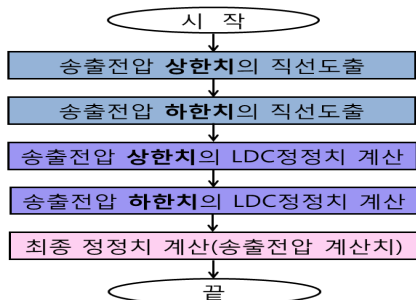 시 작
송출전압 상한치의 직선도출
송출전압 하한치의 직선도출
송출전압 상한치의 LDC정정치 계산
송출전압 하한치의 LDC정정치 계산
최종 정정치 계산(송출전압 계산치)
끝